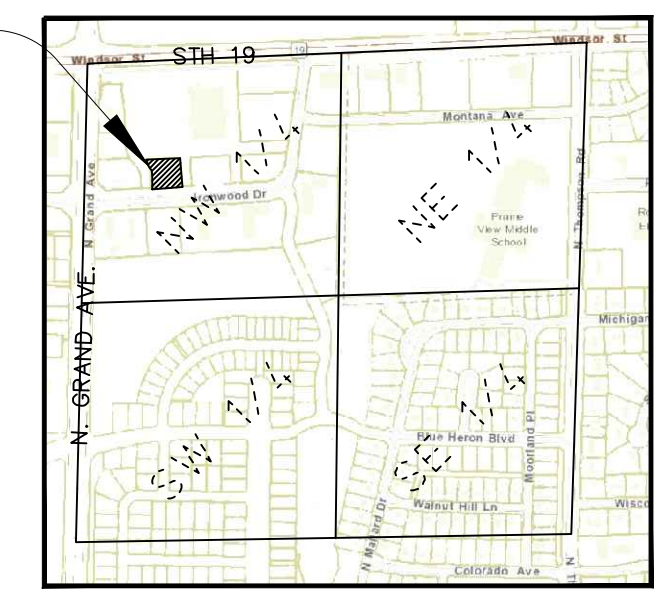 STH 19
Windsor St
19
Windsor St
Montana Ave
N Grand Ave
Ironwood Dr
NW 1/4
NE 1/4
Prairie
View Middle
School
N Thompson Rd
N. GRAND AVE.
Michigan
SW 1/4
SE 1/4
Blue Heron Blvd
Moorland Pl
Walnut Hill Ln
Wisco
N Mallard Dr
Colorado Ave